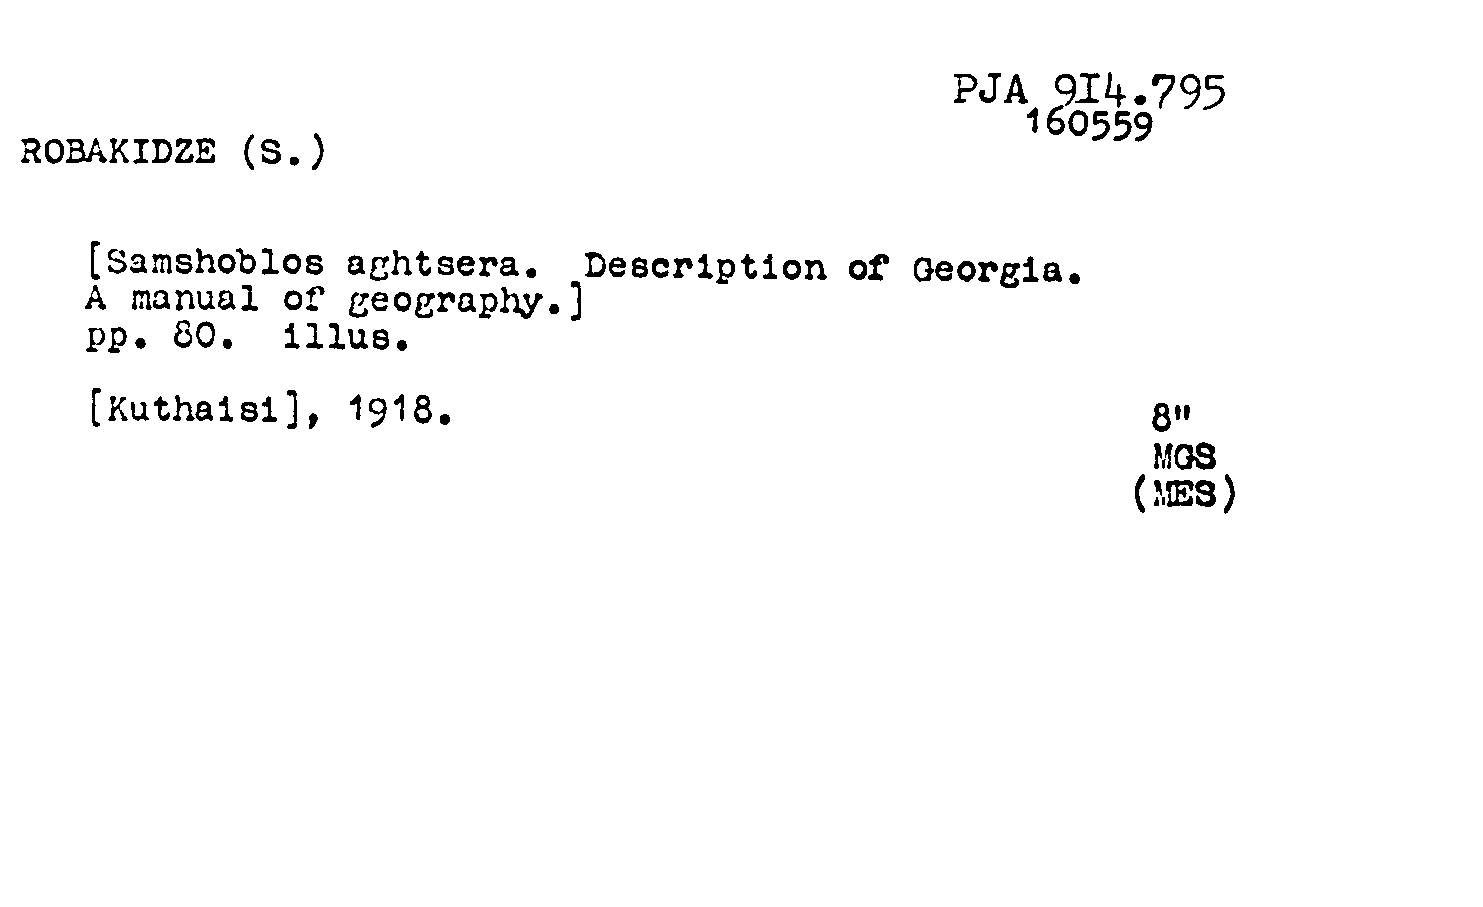 PJA 9I4.795
160559
ROBAKIDZE (S.)
[Samshoblos aghtsera. Description of Georgia.
A manual of geography.]
pp. 80. illus.
[Kuthaisi], 1918.
8"
MGS
(MES)